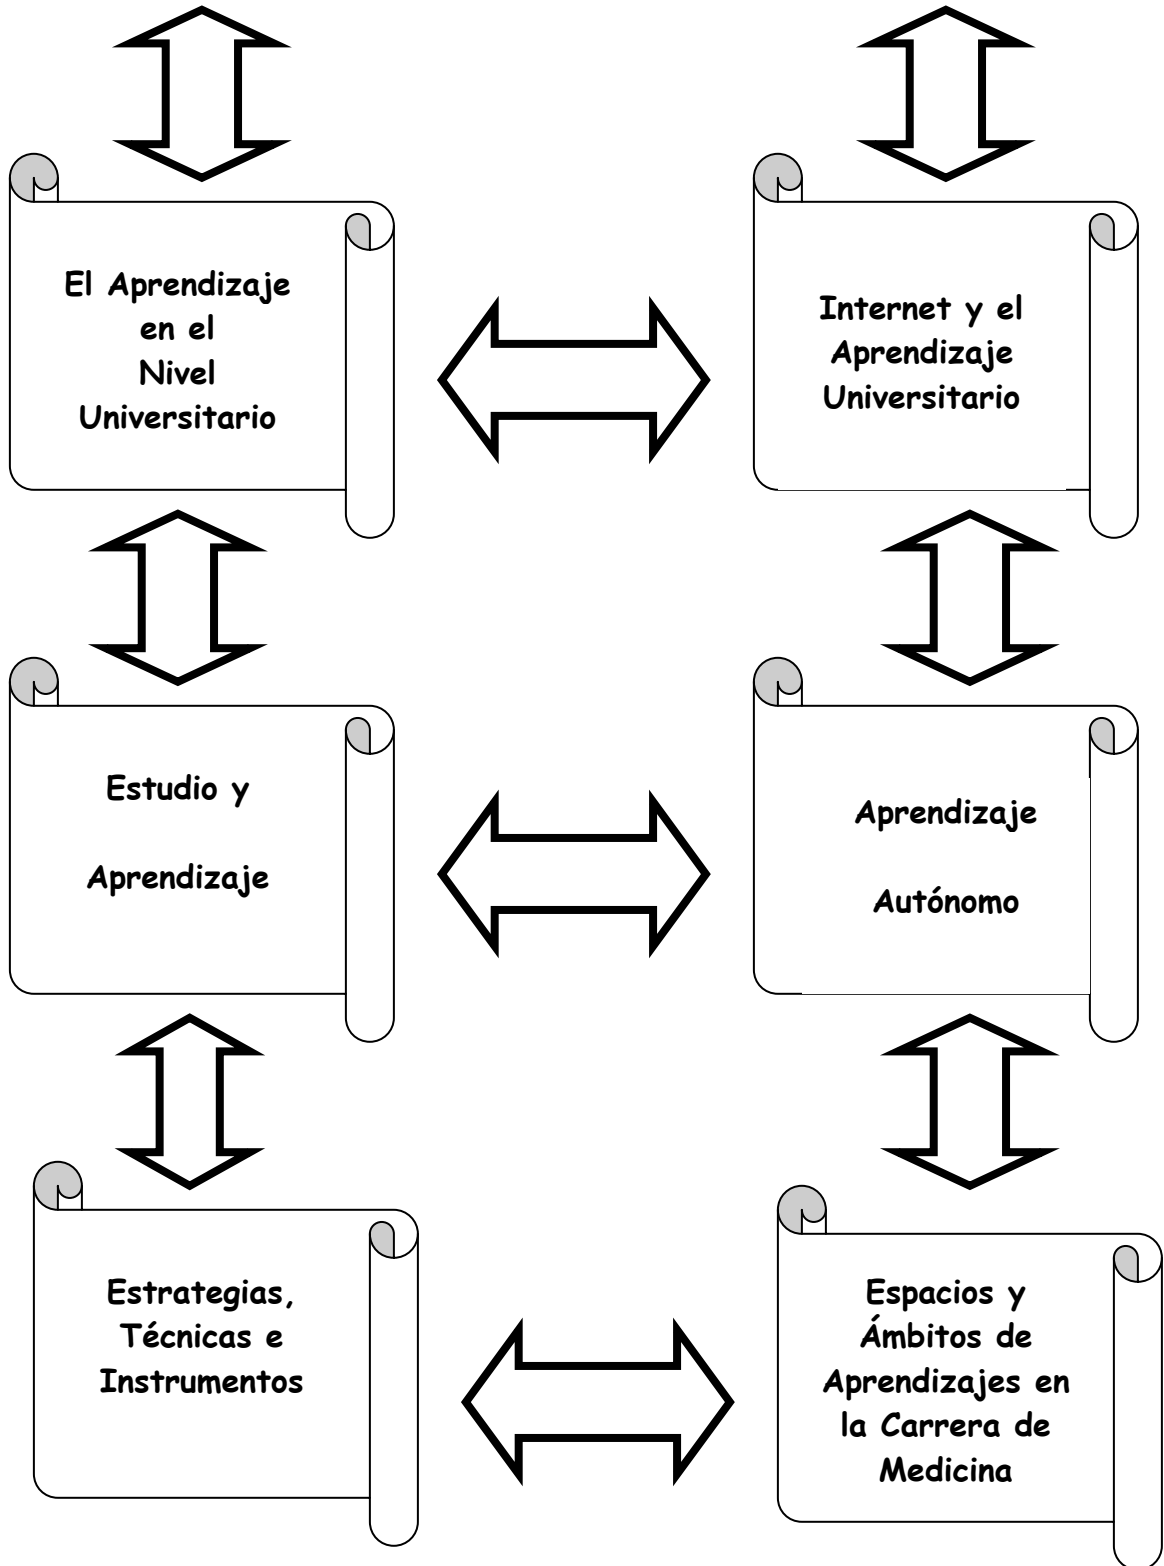 El Aprendizaje
en el
Nivel
Universitario
Internet y el
Aprendizaje
Universitario
Estudio y
Aprendizaje
Aprendizaje
Autónomo
Estrategias,
Técnicas e
Instrumentos
Espacios y
Ámbitos de
Aprendizajes en
la Carrera de
Medicina